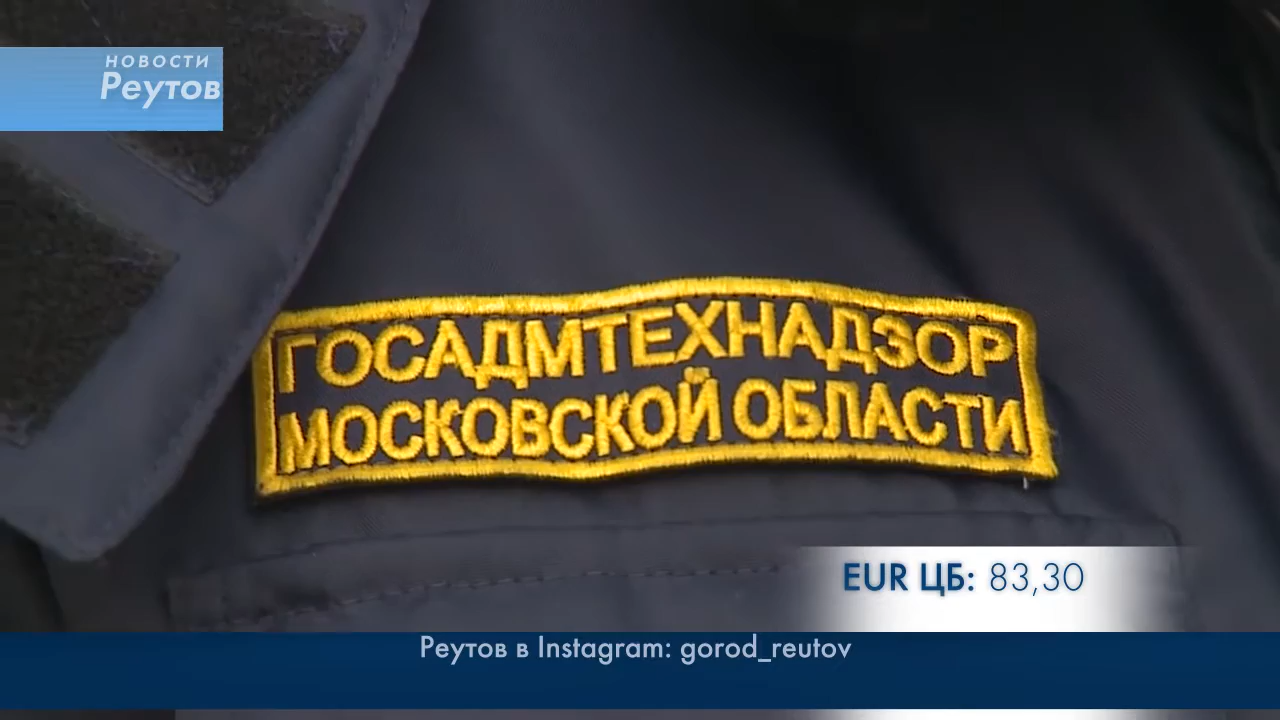 НОВОСТИ
Реутов
ГОСАДМТЕХНАДЗОР
МОСКОВСКОЙ ОБЛАСТИ
EUR ЦБ: 83,30
Реутов в Instagram: gorod_reutov